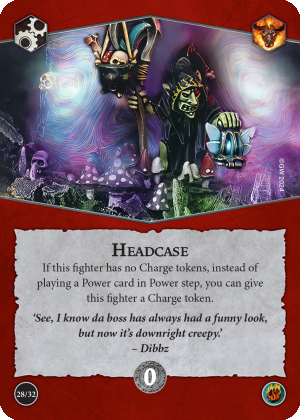 ©GW 2024
HEADCASE
If this fighter has no Charge tokens, instead of
playing a Power card in Power step, you can give
this fighter a Charge token.
‘See, I know da boss has always had a funny look,
but now it's downright creepy.’
– Dibbz
0
28/32